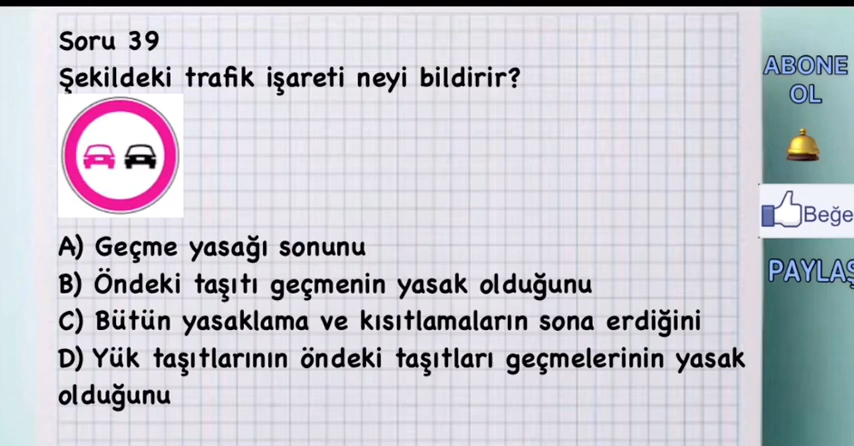 Soru 39
Şekildeki trafik işareti neyi bildirir?
A) Geçme yasağı sonunu
B) Öndeki taşıtı geçmenin yasak olduğunu
C) Bütün yasaklama ve kısıtlamaların sona erdiğini
D) Yük taşıtlarının öndeki taşıtları geçmelerinin yasak
olduğunu
ABONE
OL
Beğe
PAYLAŞ